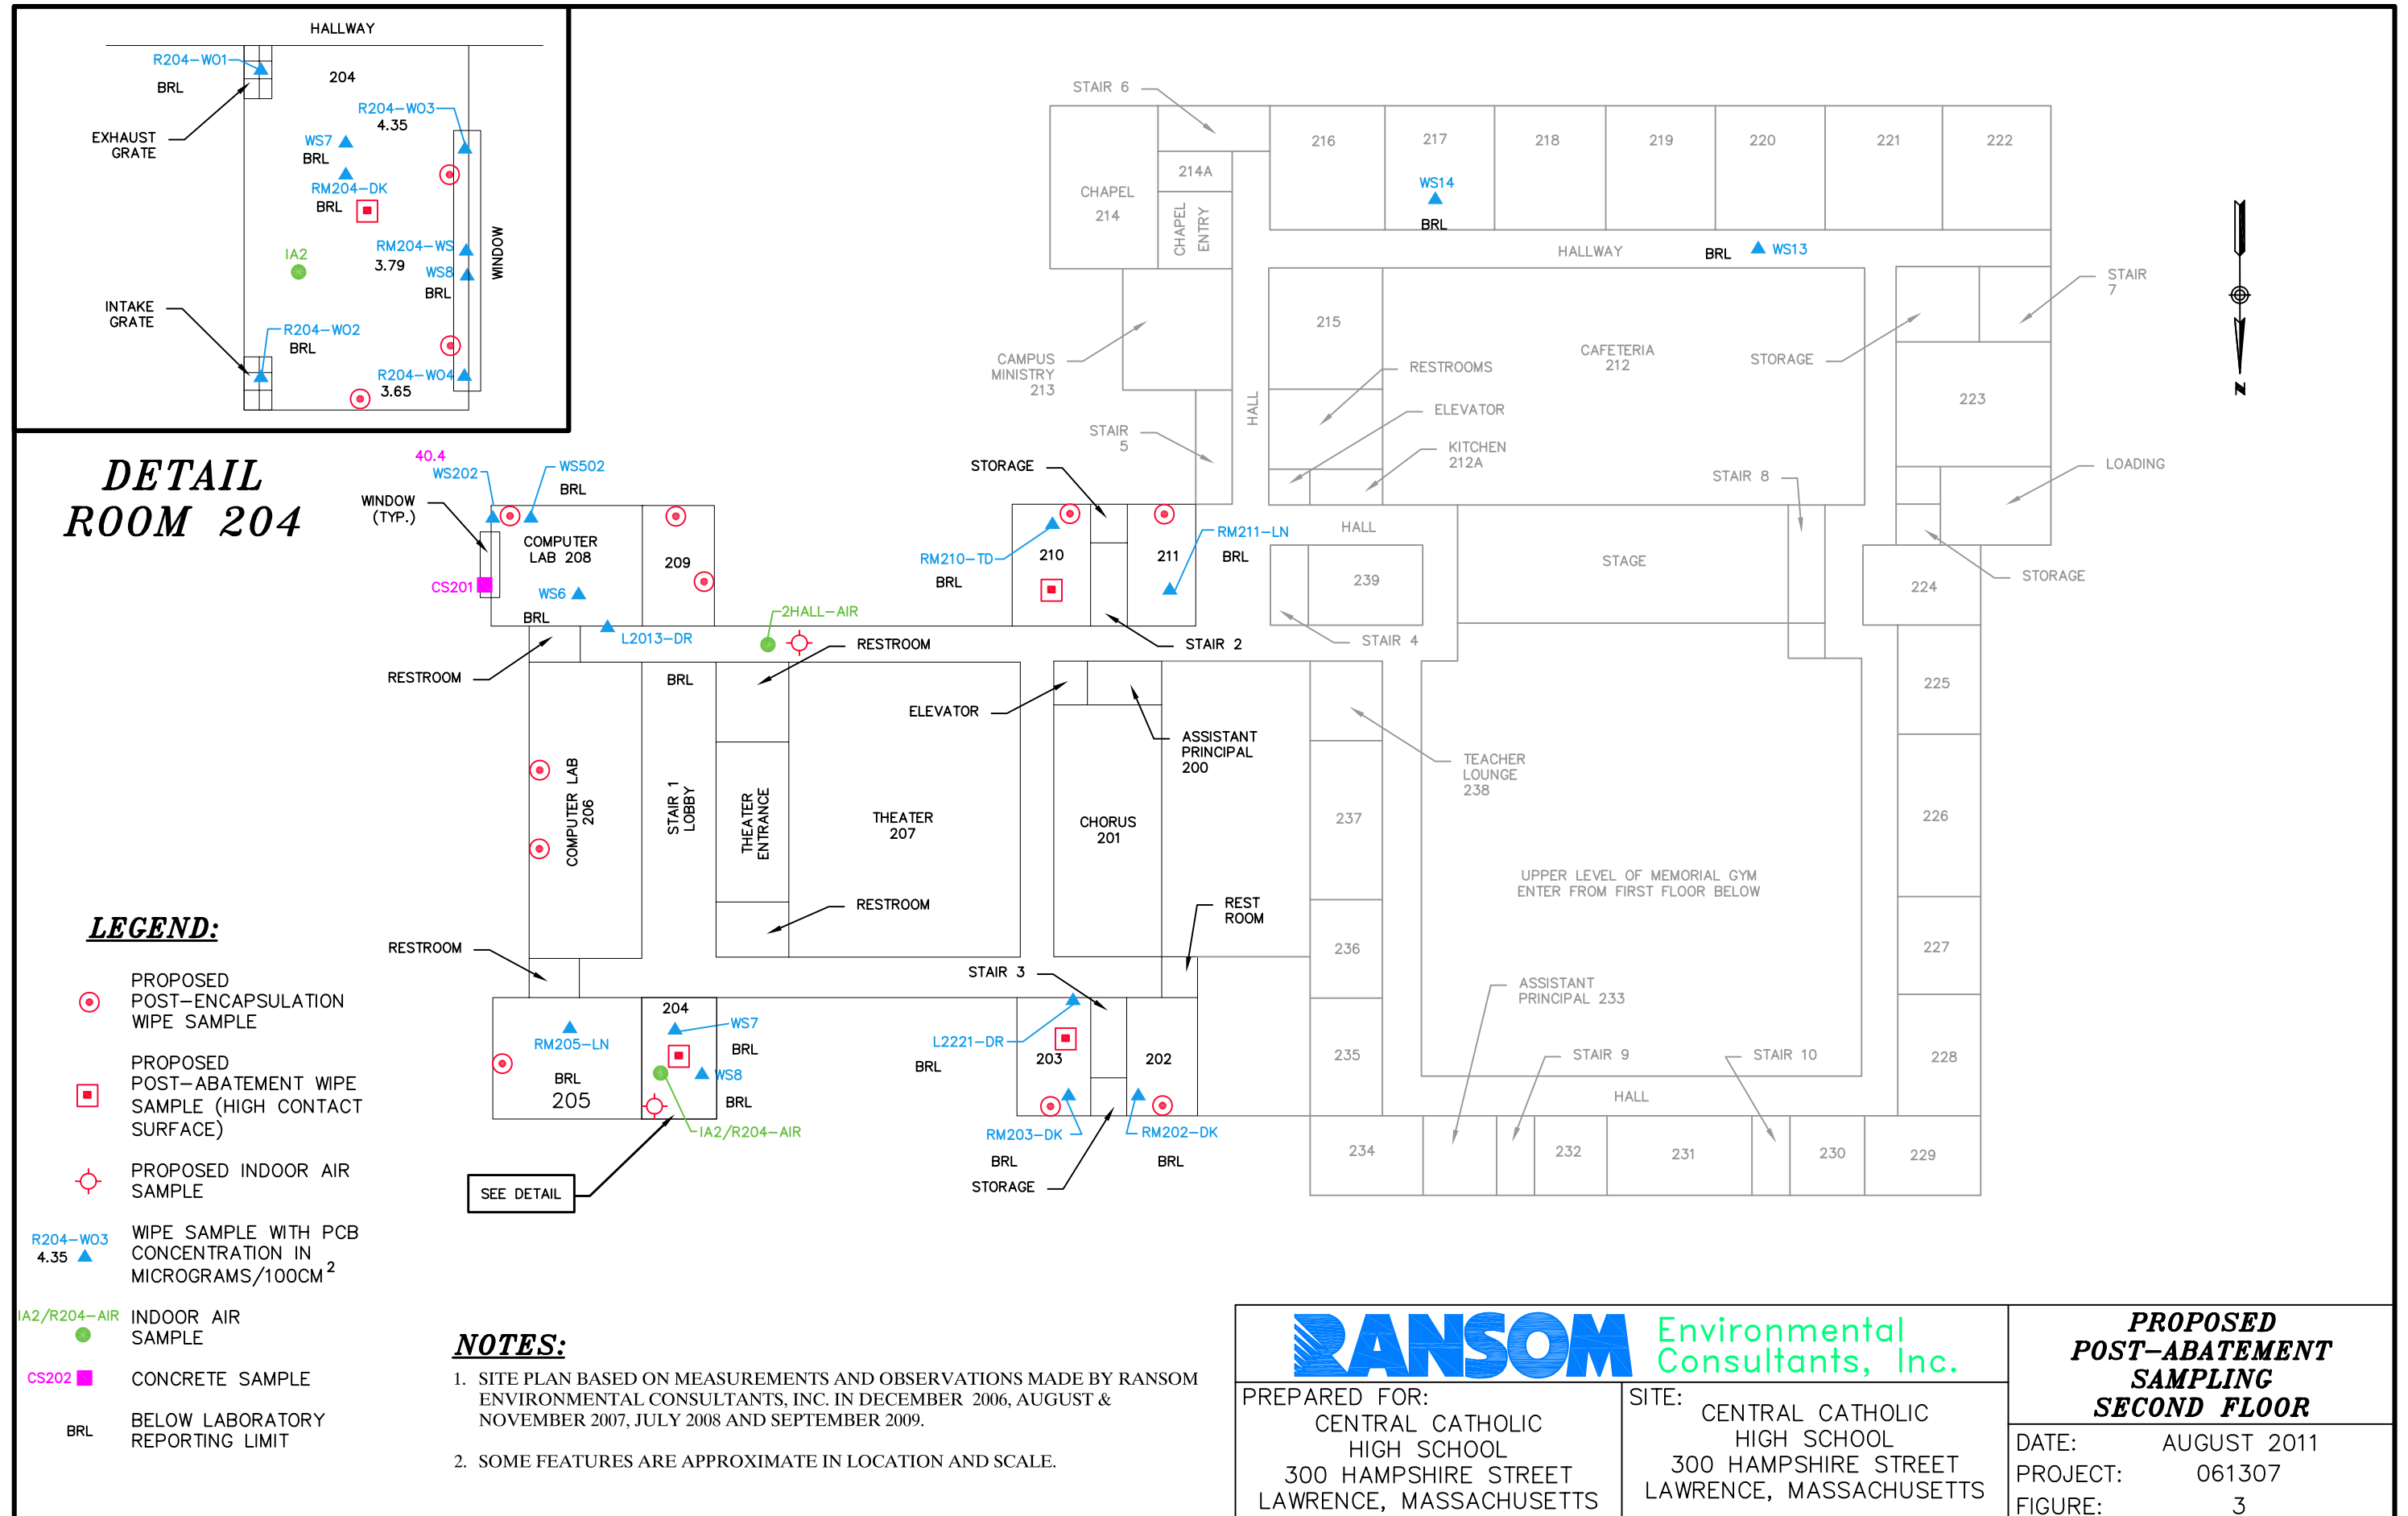 HALLWAY
R204-WO1
BRL
204
R204-WO3
4.35
EXHAUST
GRATE
WS7
BRL
RM204-DK
BRL
IA2
RM204-WS
3.79
WS8
BRL
WINDOW
INTAKE
GRATE
R204-WO2
BRL
R204-WO4
3.65
DETAIL
ROOM 204
STAIR 6
216
217
218
219
220
221
222
214A
CHAPEL
214
CHAPEL
ENTRY
WS14
BRL
HALLWAY
BRL
WS13
STAIR
7
N
215
CAFETERIA
212
STORAGE
CAMPUS
MINISTRY
213
RESTROOMS
HALL
ELEVATOR
223
STAIR
5
KITCHEN
212A
STAIR 8
LOADING
40.4
WS202
WS502
BRL
STORAGE
WINDOW
(TYP.)
COMPUTER
LAB 208
209
CS201
WS6
BRL
L2013-DR
2HALL-AIR
RM210-TD
BRL
210
211
RM211-LN
BRL
HALL
STAGE
239
STORAGE
224
STAIR 2
STAIR 4
RESTROOM
RESTROOM
BRL
225
ELEVATOR
ASSISTANT
PRINCIPAL
200
TEACHER
LOUNGE
238
COMPUTER LAB
206
STAIR 1
LOBBY
THEATER
ENTRANCE
THEATER
207
CHORUS
201
237
226
UPPER LEVEL OF MEMORIAL GYM
ENTER FROM FIRST FLOOR BELOW
RESTROOM
REST
ROOM
RESTROOM
236
227
STAIR 3
ASSISTANT
PRINCIPAL 233
204
WS7
BRL
RM205-LN
BRL
205
WS8
BRL
IA2/R204-AIR
L2221-DR
BRL
203
202
235
STAIR 9
STAIR 10
228
HALL
RM203-DK
BRL
RM202-DK
BRL
STORAGE
234
232
231
230
229
SEE DETAIL
LEGEND:
PROPOSED
POST-ENCAPSULATION
WIPE SAMPLE
PROPOSED
POST-ABATEMENT WIPE
SAMPLE (HIGH CONTACT
SURFACE)
PROPOSED INDOOR AIR
SAMPLE
R204-WO3
4.35
WIPE SAMPLE WITH PCB
CONCENTRATION IN
MICROGRAMS/100CM²
IA2/R204-AIR
INDOOR AIR
SAMPLE
CS202
CONCRETE SAMPLE
BRL
BELOW LABORATORY
REPORTING LIMIT
NOTES:
1. SITE PLAN BASED ON MEASUREMENTS AND OBSERVATIONS MADE BY RANSOM
ENVIRONMENTAL CONSULTANTS, INC. IN DECEMBER 2006, AUGUST &
NOVEMBER 2007, JULY 2008 AND SEPTEMBER 2009.
2. SOME FEATURES ARE APPROXIMATE IN LOCATION AND SCALE.
RANSOM Environmental
Consultants, Inc.
PREPARED FOR:
CENTRAL CATHOLIC
HIGH SCHOOL
300 HAMPSHIRE STREET
LAWRENCE, MASSACHUSETTS
SITE:
CENTRAL CATHOLIC
HIGH SCHOOL
300 HAMPSHIRE STREET
LAWRENCE, MASSACHUSETTS
PROPOSED
POST-ABATEMENT
SAMPLING
SECOND FLOOR
DATE: AUGUST 2011
PROJECT: 061307
FIGURE: 3